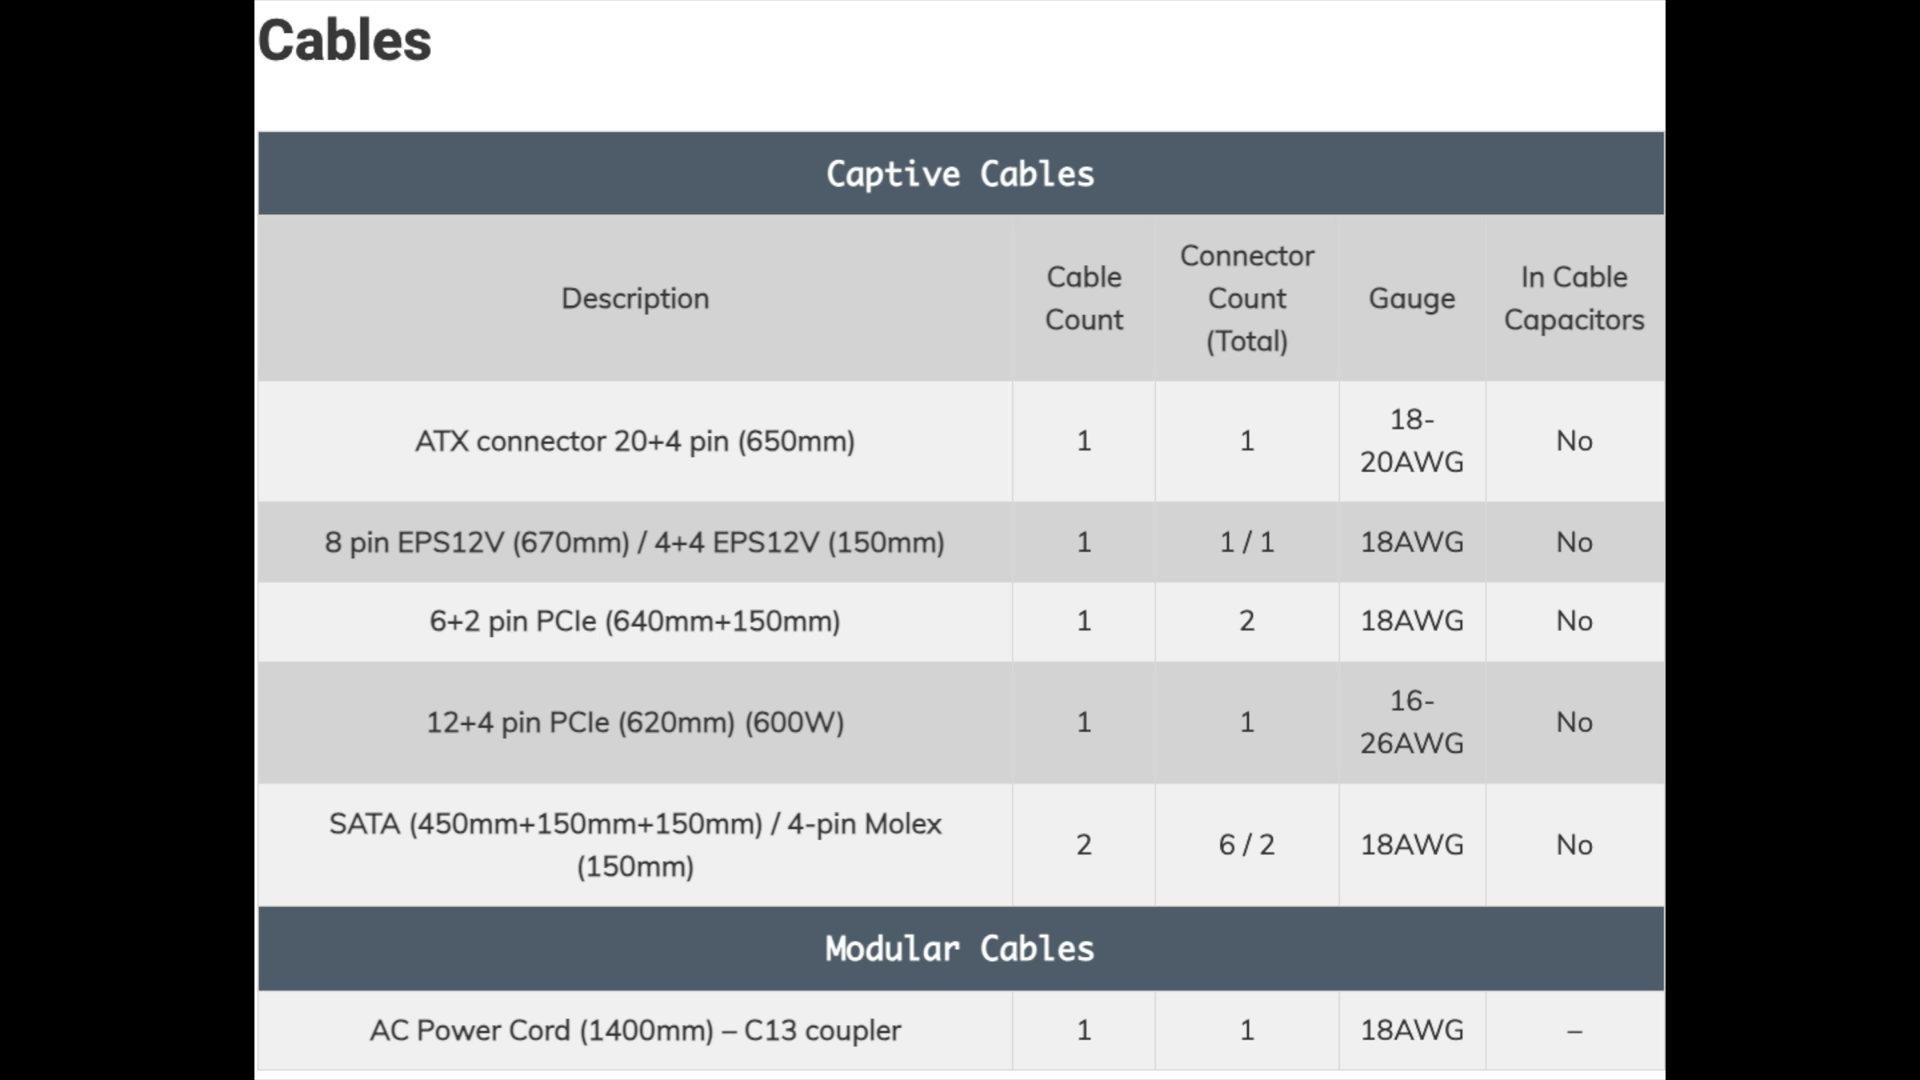 Cables
Captive Cables
Description
Cable
Count
Connector
Count
(Total)
Gauge
In Cable
Capacitors
ATX connector 20+4 pin (650mm)
1
1
18-
20AWG
No
8 pin EPS12V (670mm) / 4+4 EPS12V (150mm)
1
1 / 1
18AWG
No
6+2 pin PCIe (640mm+150mm)
1
2
18AWG
No
12+4 pin PCIe (620mm) (600W)
1
1
16-
26AWG
No
SATA (450mm+150mm+150mm) / 4-pin Molex
(150mm)
2
6 / 2
18AWG
No
Modular Cables
AC Power Cord (1400mm) – C13 coupler
1
1
18AWG
–